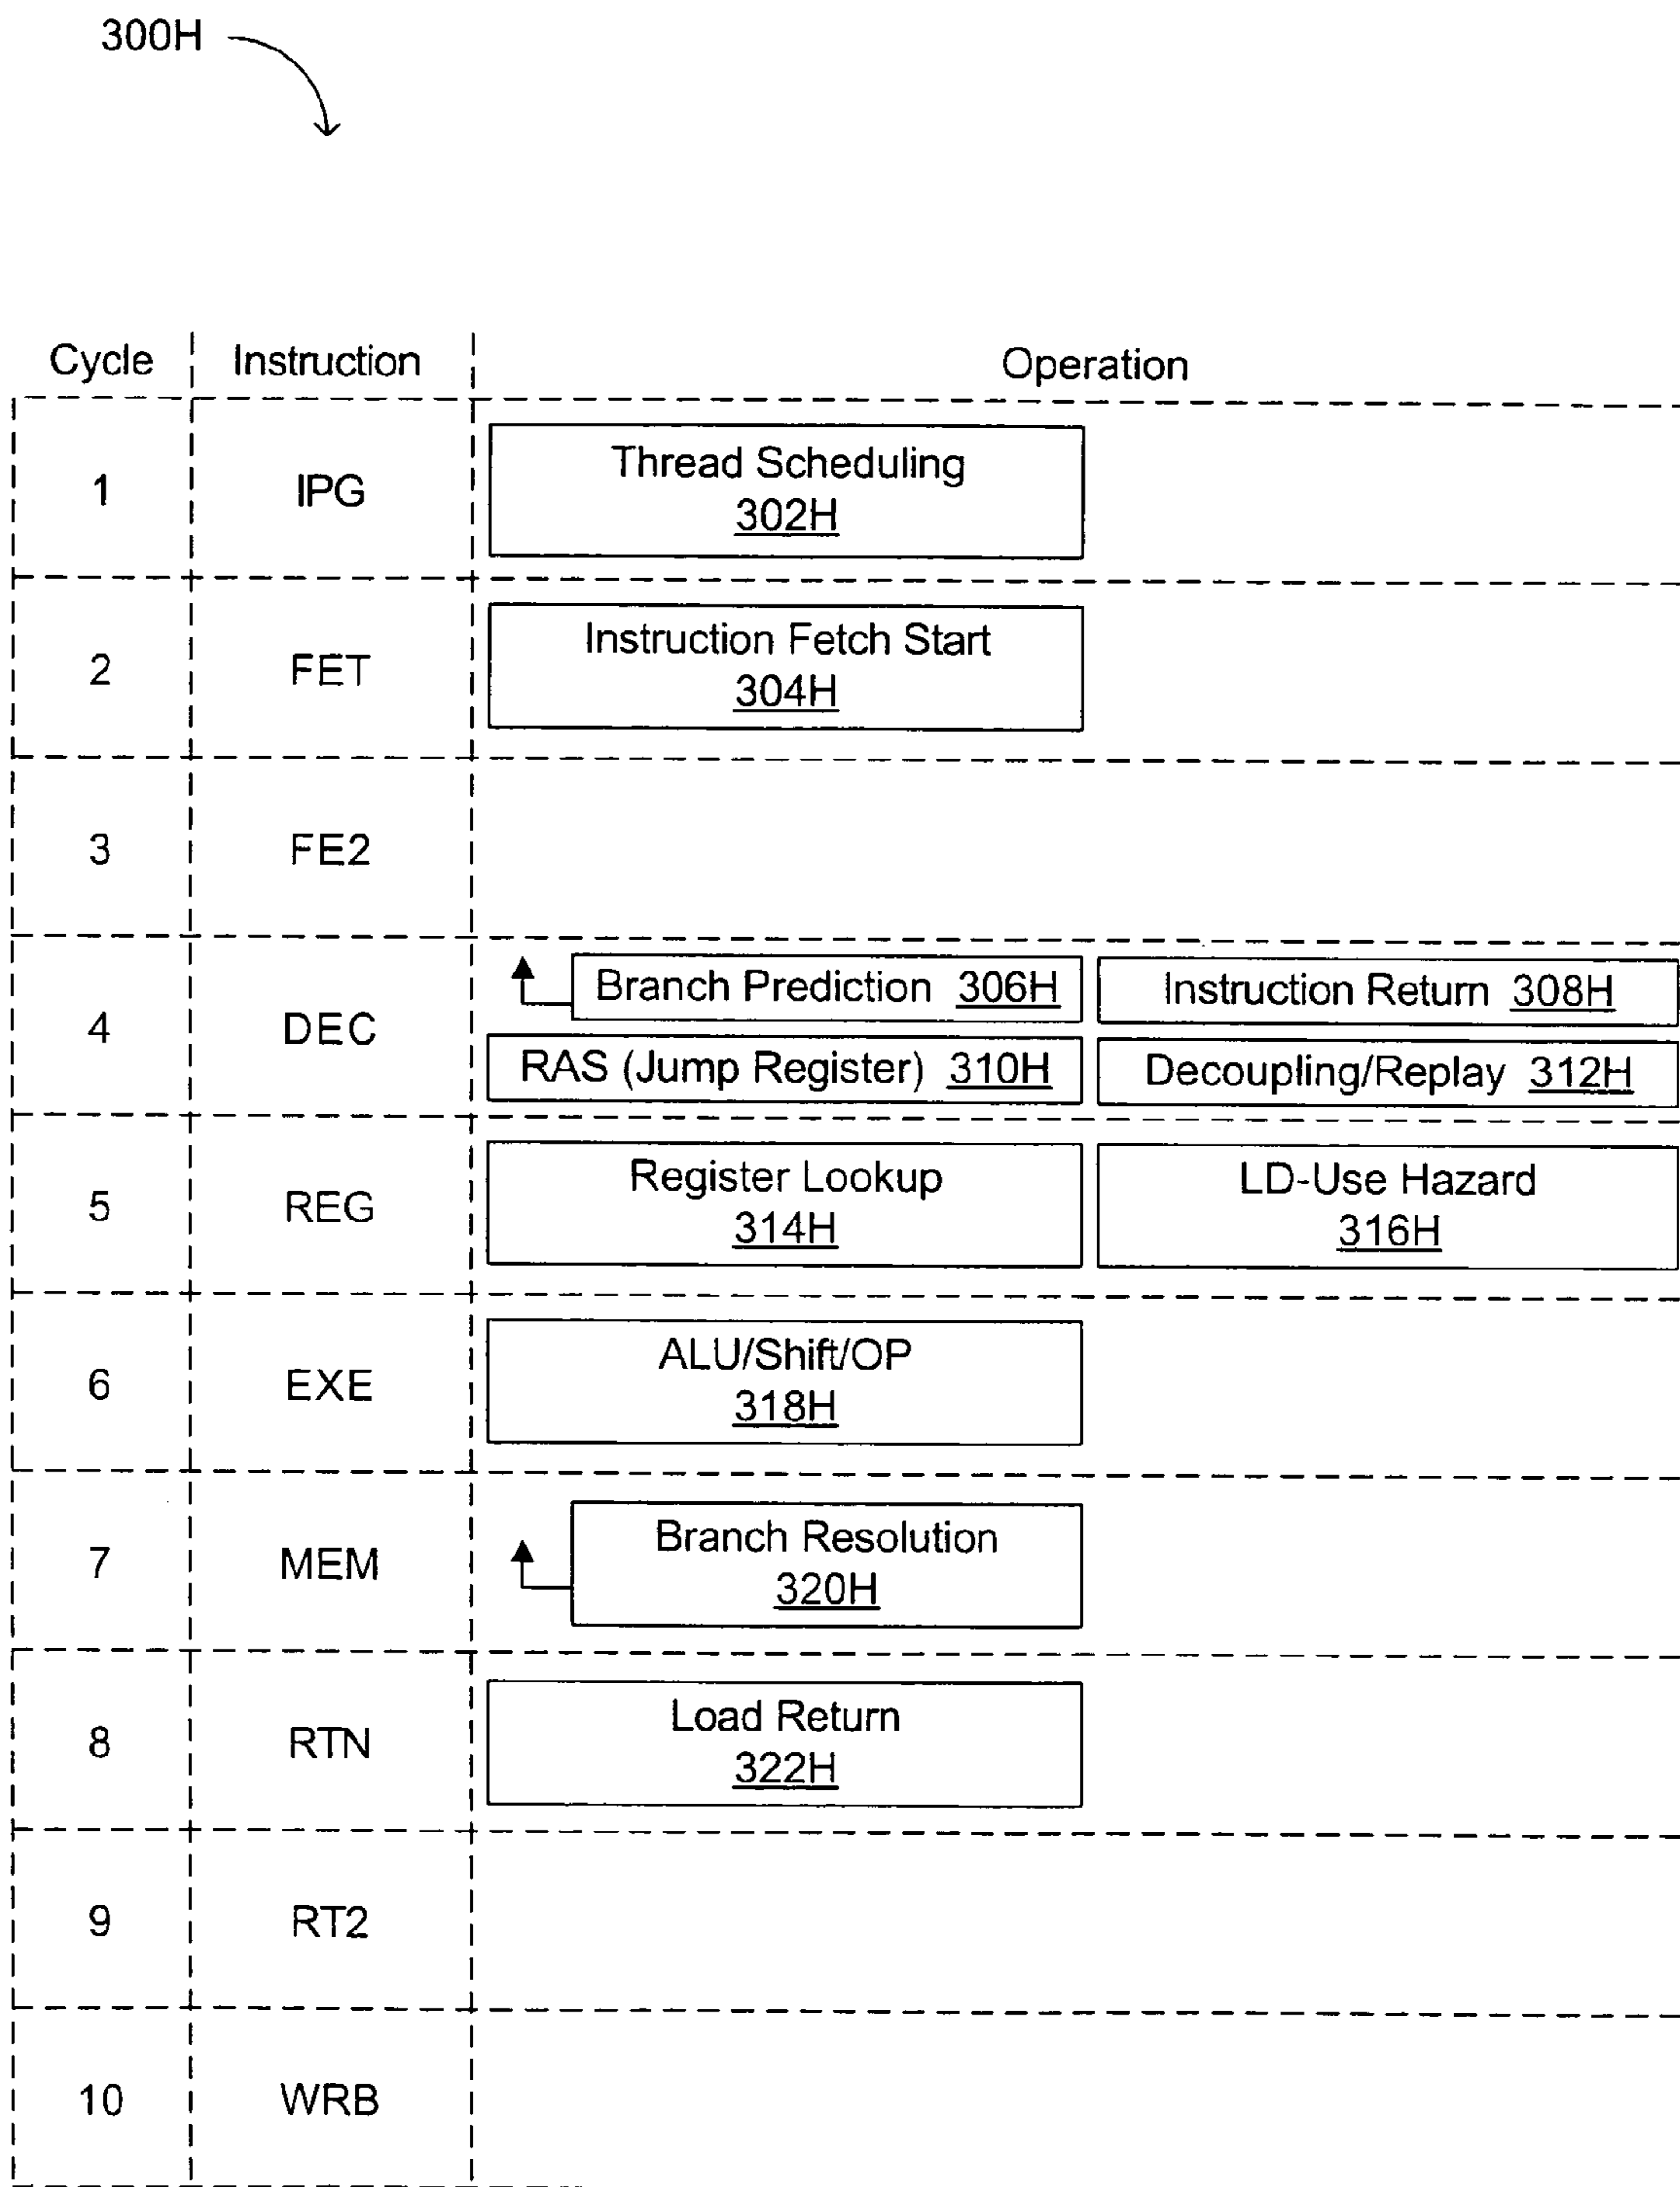 300H
Cycle Instruction Operation
1 IPG Thread Scheduling
302H
2 FET Instruction Fetch Start
304H
3 FE2
4 DEC Branch Prediction 306H Instruction Return 308H
RAS (Jump Register) 310H Decoupling/Replay 312H
5 REG Register Lookup LD-Use Hazard
314H 316H
6 EXE ALU/Shift/OP
318H
7 MEM Branch Resolution
320H
8 RTN Load Return
322H
9 RT2
10 WRB